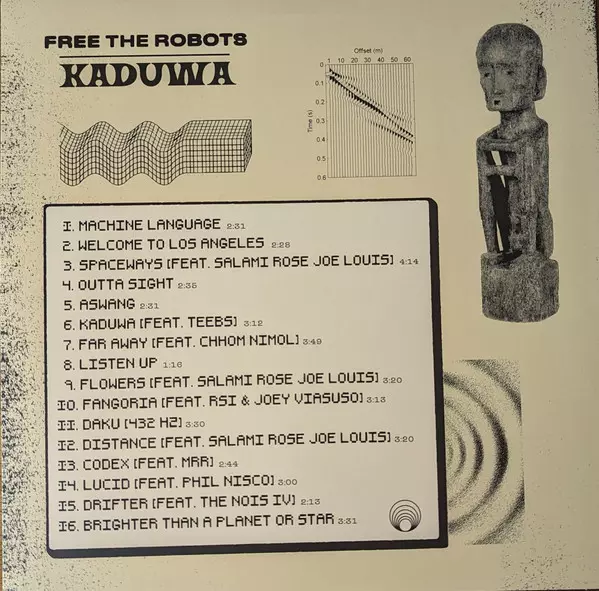 FREE THE ROBOTS
KADUWA
Offset (m)
1 10 20 30 40 50 60
Time (s)
0
0.1
0.2
0.3
0.4
0.5
0.6
1. MACHINE LANGUAGE 2:31
2. WELCOME TO LOS ANGELES 2:28
3. SPACEWAYS [FEAT. SALAMI ROSE JOE LOUIS] 4:14
4. OUTTA SIGHT 2:35
5. ASWANG 2:31
6. KADUWA [FEAT. TEEBS] 3:12
7. FAR AWAY [FEAT. CHHOM NIMOL] 3:49
8. LISTEN UP 1:16
9. FLOWERS [FEAT. SALAMI ROSE JOE LOUIS] 3:20
10. FANGORIA [FEAT. RSI & JOEY VIASUSO] 3:13
11. DAKU [432 HZ] 3:30
12. DISTANCE [FEAT. SALAMI ROSE JOE LOUIS] 3:20
13. CODEX [FEAT. MRR] 2:44
14. LUCID [FEAT. PHIL NISCO] 3:00
15. DRIFTER [FEAT. THE NOIS IV] 2:13
16. BRIGHTER THAN A PLANET OR STAR 3:31